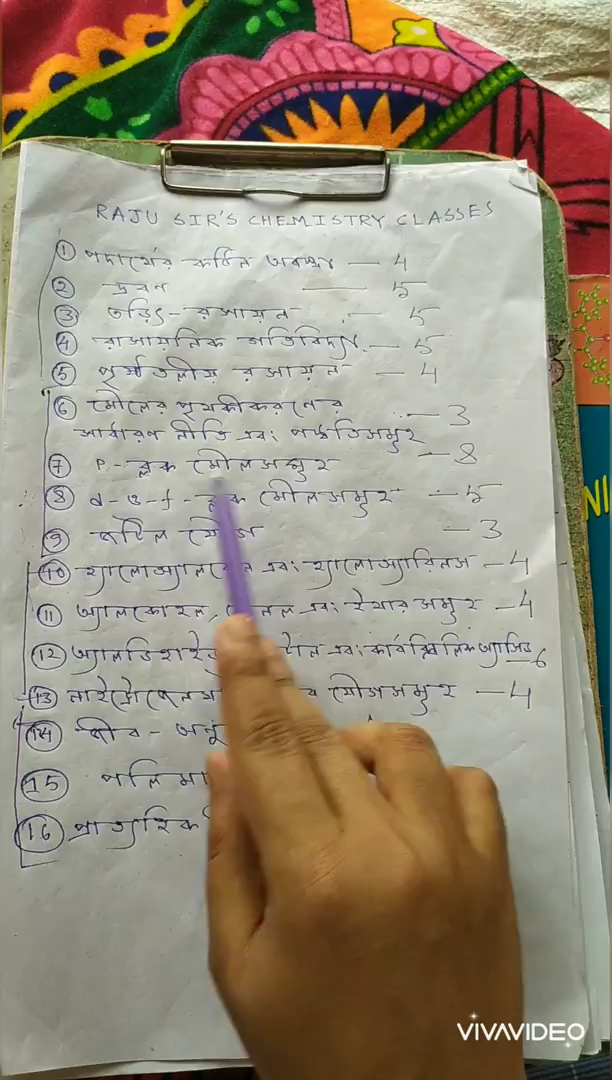 RAJU SIR'S CHEMISTRY CLASSES
① পদার্থের কঠিন অবস্থা — 4
② দ্রবণ — 5
③ তড়িৎ-রসায়ন — 5
④ রাসায়নিক গতিবিদ্যা — 5
⑤ পৃষ্ঠতলীয় রসায়ন — 4
⑥ মৌলের পৃথকীকরণের — 3
সাধারণ নীতি এবং পদ্ধতিসমূহ
⑦ P-ব্লক মৌলসমূহ — 8
⑧ d-ও-f-ব্লক মৌলসমূহ — 5
⑨ জটিল যৌগ — 3
⑩ হ্যালোঅ্যালকেন এবং হ্যালোঅ্যারিনস — 4
⑪ অ্যালকোহল, এবং ইথার সমূহ — 4
⑫ অ্যালডিহাইড এবং কার্বক্সিলিক অ্যাসিড — 6
⑬ যৌগসমূহ — 4
⑭ জীব-
⑮
⑯
VIVAVIDEO